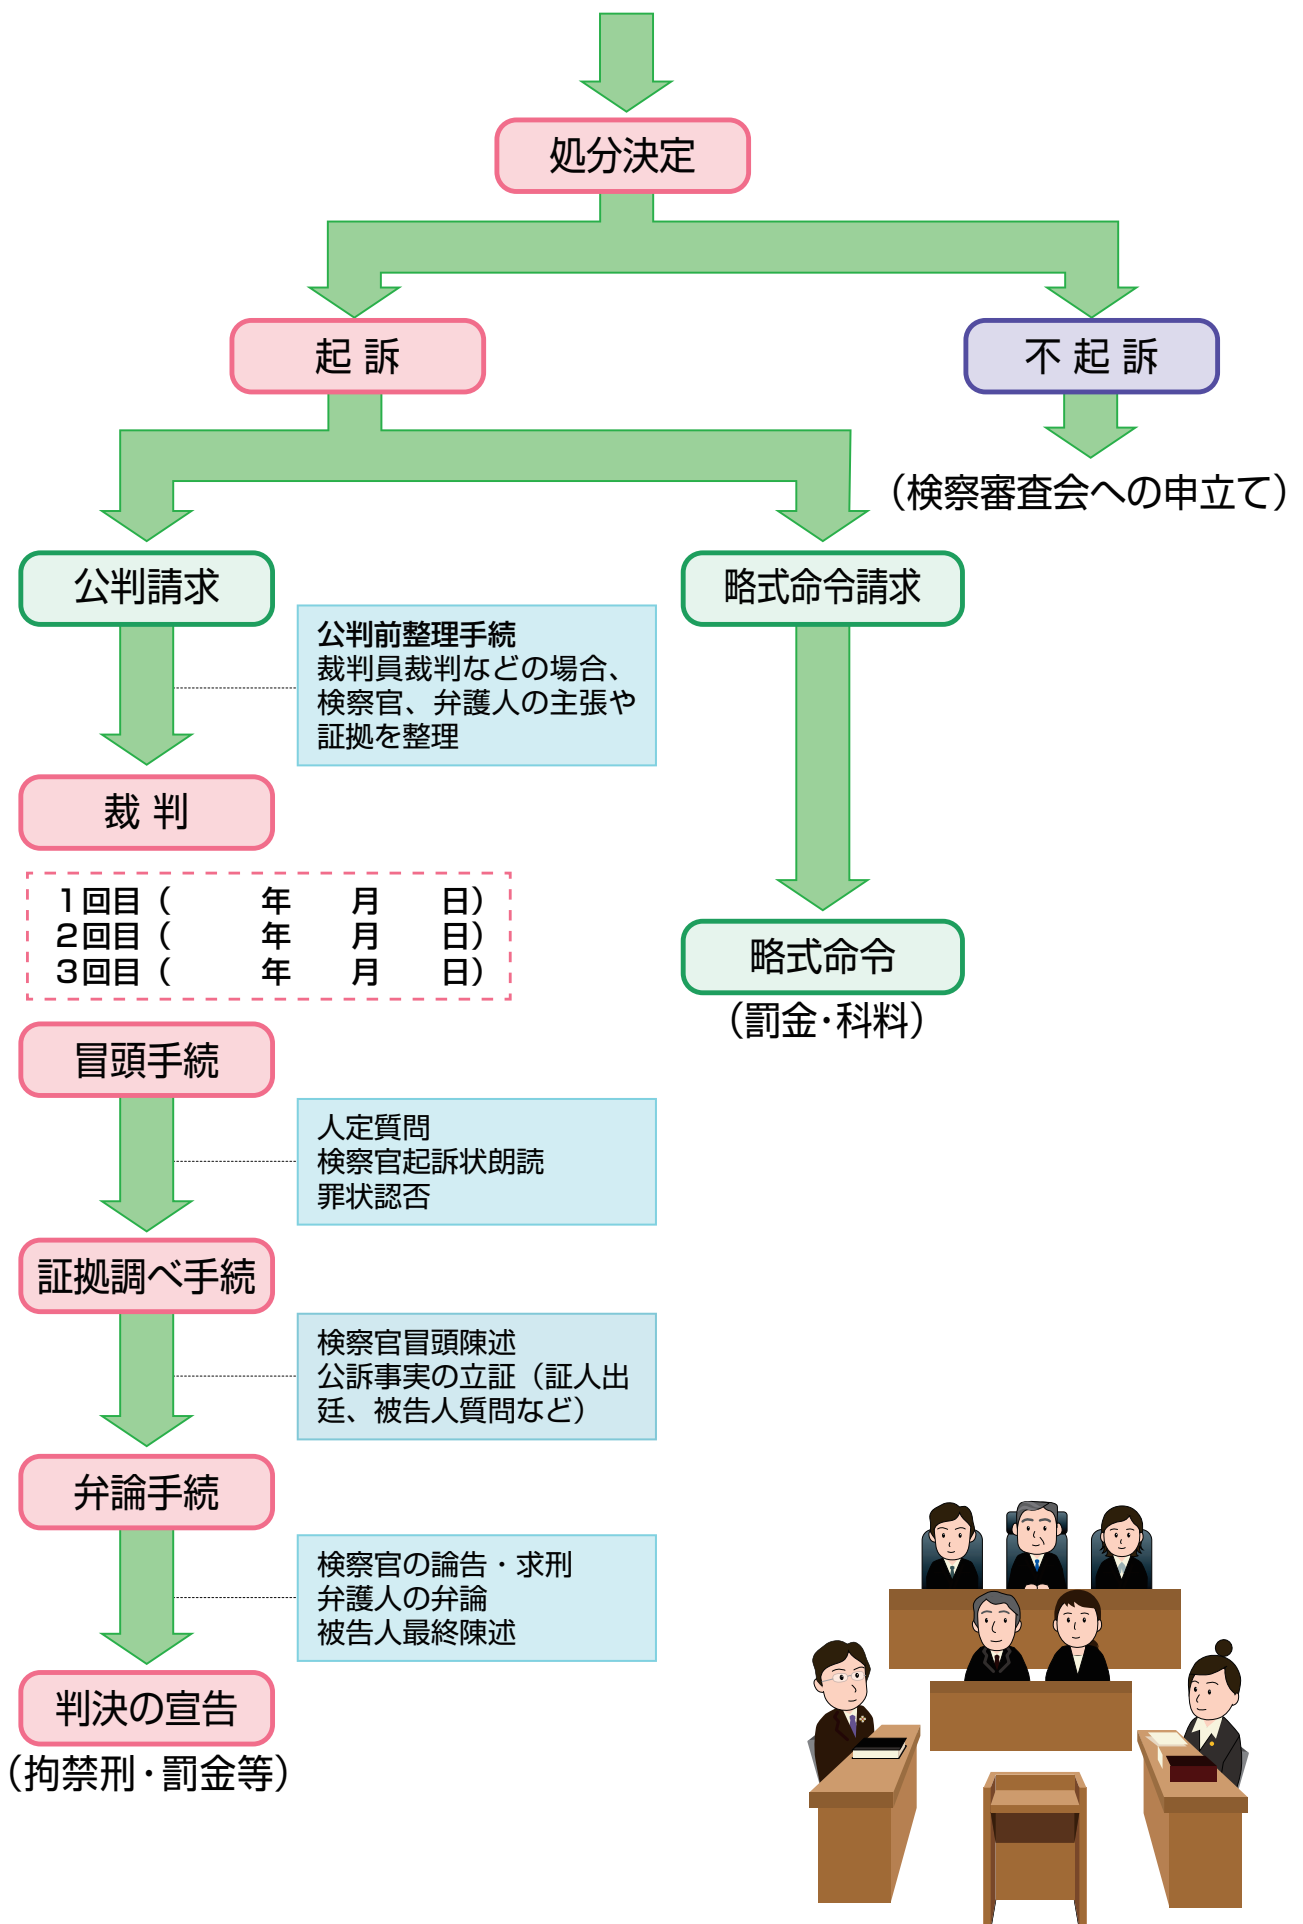 処分決定
起訴
不起訴
（検察審査会への申立て）
公判請求
略式命令請求
公判前整理手続
裁判員裁判などの場合、
検察官、弁護人の主張や
証拠を整理
裁判
1回目（　　年　月　日）
2回目（　　年　月　日）
3回目（　　年　月　日）
略式命令
（罰金・科料）
冒頭手続
人定質問
検察官起訴状朗読
罪状認否
証拠調べ手続
検察官冒頭陳述
公訴事実の立証（証人出
廷、被告人質問など）
弁論手続
検察官の論告・求刑
弁護人の弁論
被告人最終陳述
判決の宣告
（拘禁刑・罰金等）